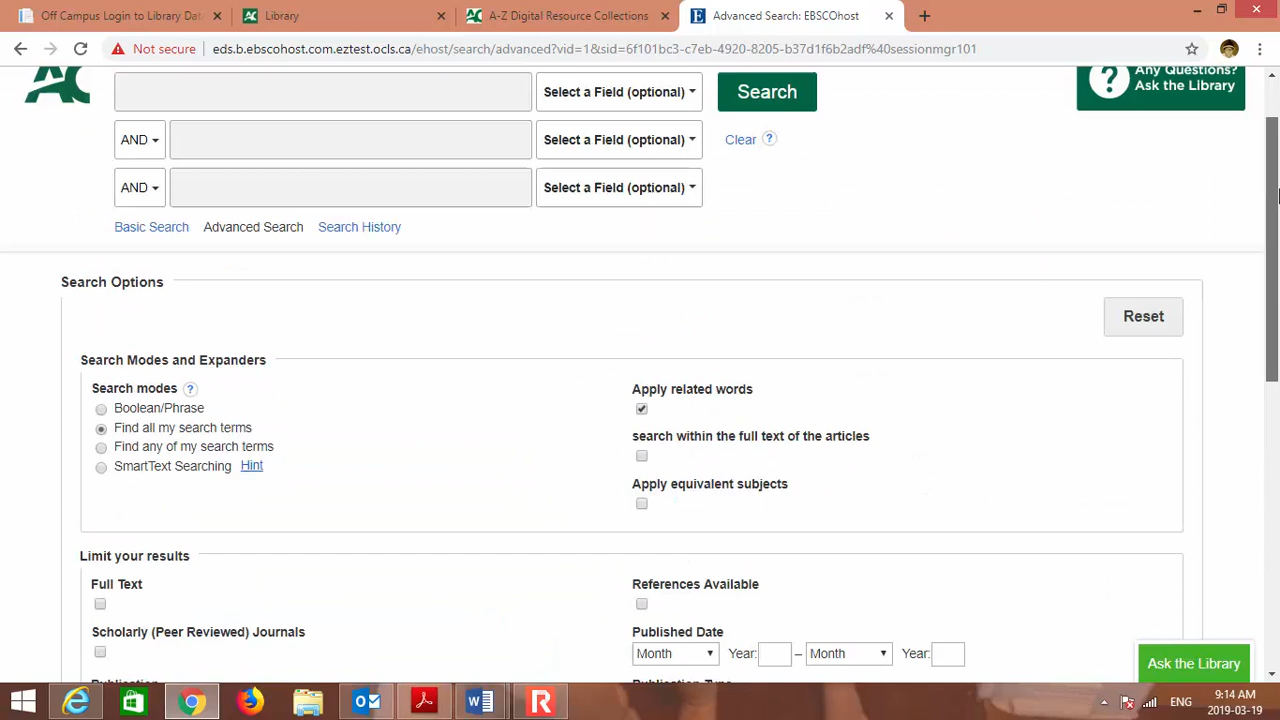 Off Campus Login to Library Dat
Library
A-Z Digital Resource Collections
Advanced Search: EBSCOhost
Not secure eds.b.ebscohost.com.eztest.ocls.ca/ehost/search/advanced?vid=1&sid=6f101bc3-c7eb-4920-8205-b37d1f6b2adf%40sessionmgr101
AC
Select a Field (optional)
Search
Any Questions?
Ask the Library
AND
Select a Field (optional)
Clear
AND
Select a Field (optional)
Basic Search Advanced Search Search History
Search Options
Reset
Search Modes and Expanders
Search modes
Boolean/Phrase
Find all my search terms
Find any of my search terms
SmartText Searching Hint
Apply related words
search within the full text of the articles
Apply equivalent subjects
Limit your results
Full Text
References Available
Scholarly (Peer Reviewed) Journals
Published Date
Month Year: – Month Year:
Ask the Library
ENG
9:14 AM
2019-03-19